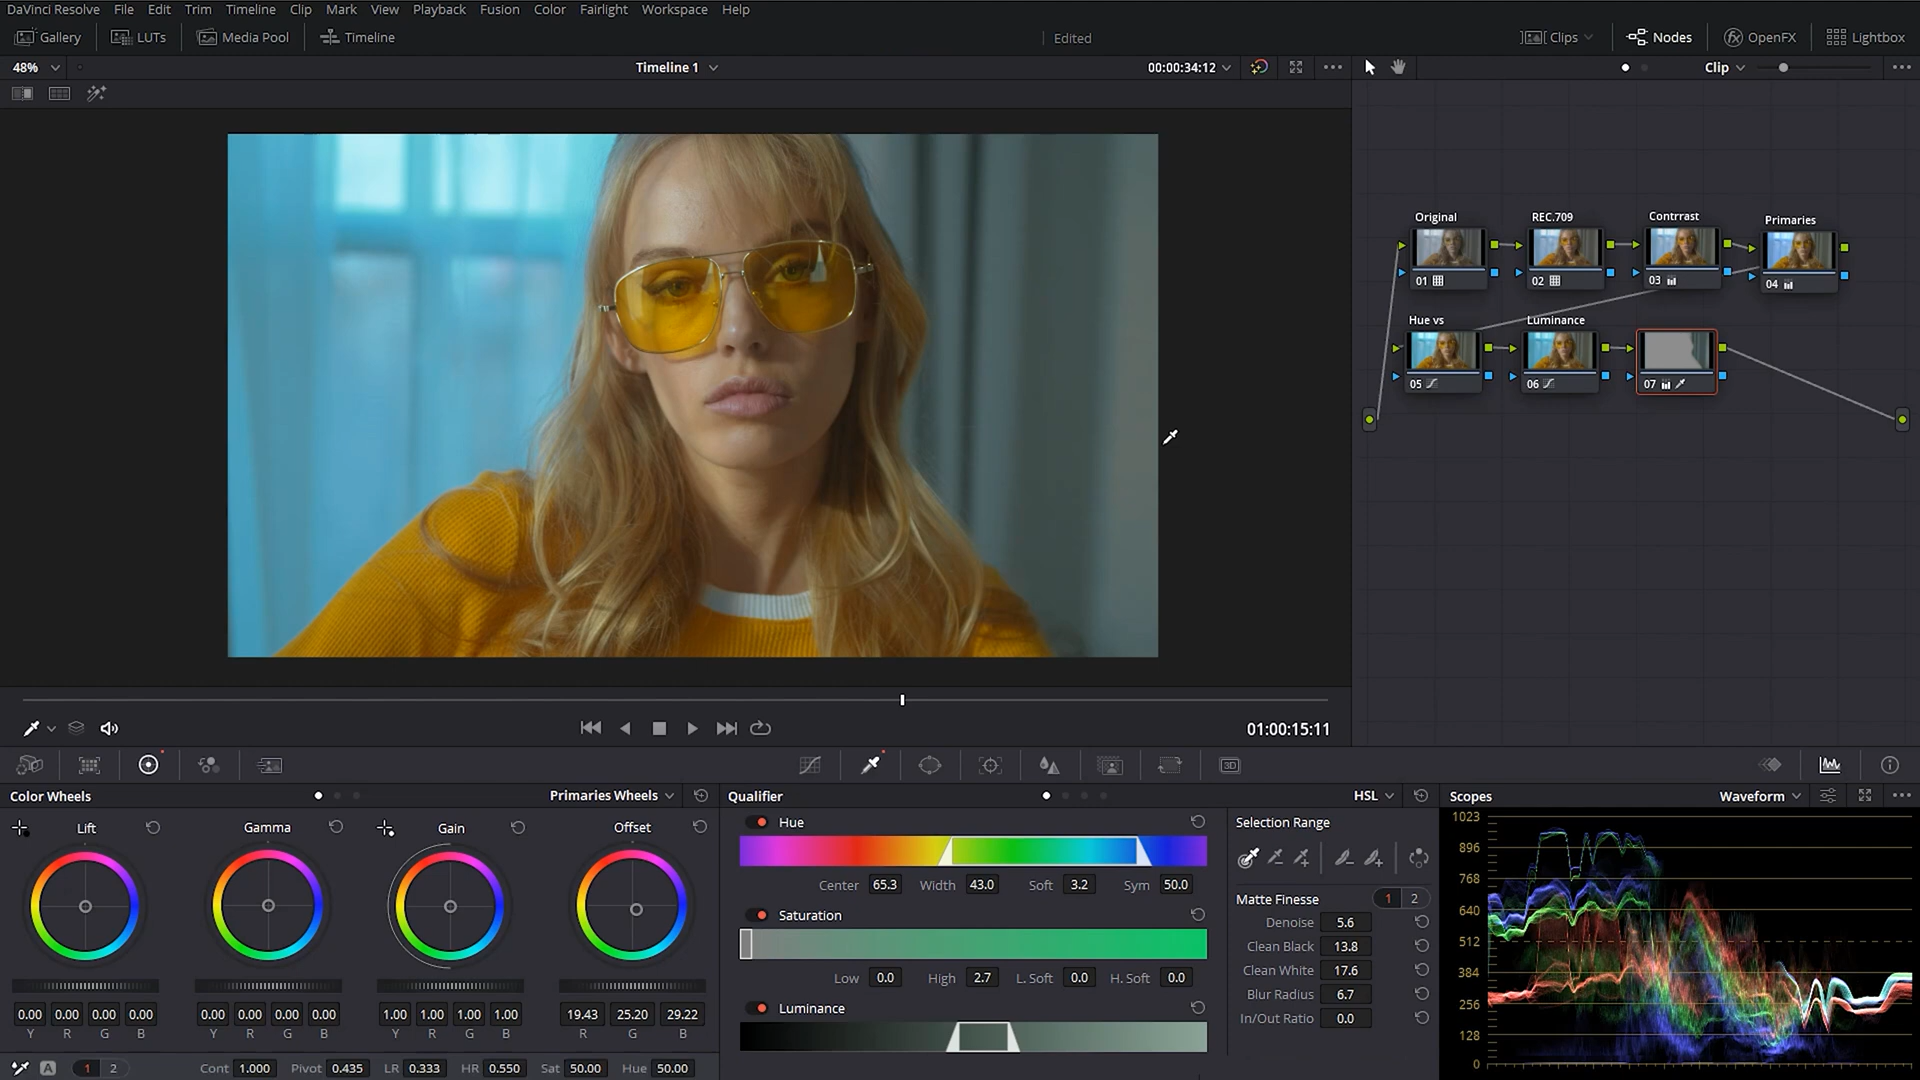 DaVinci Resolve File Edit Trim Timeline Clip Mark View Playback Fusion Color Fairlight Workspace Help
Gallery LUTs Media Pool Timeline Edited Clips Nodes fx OpenFX Lightbox
48% Timeline 1 00:00:34:12 Clip
Original REC.709 Contrrast Primaries
01 02 03 04
Hue vs Luminance
05 06 07
01:00:15:11
3D
Color Wheels Primaries Wheels Qualifier HSL Scopes Waveform
Lift Gamma Gain Offset
Hue
Center 65.3 Width 43.0 Soft 3.2 Sym 50.0
Saturation
Low 0.0 High 2.7 L. Soft 0.0 H. Soft 0.0
Luminance
Selection Range
Matte Finesse 1 2
Denoise 5.6
Clean Black 13.8
Clean White 17.6
Blur Radius 6.7
In/Out Ratio 0.0
1023
896
768
640
512
384
256
128
0
0.00 0.00 0.00 0.00 0.00 0.00 0.00 0.00 1.00 1.00 1.00 1.00 19.43 25.20 29.22
Y R G B Y R G B Y R G B R G B
A 1 2 Cont 1.000 Pivot 0.435 LR 0.333 HR 0.550 Sat 50.00 Hue 50.00